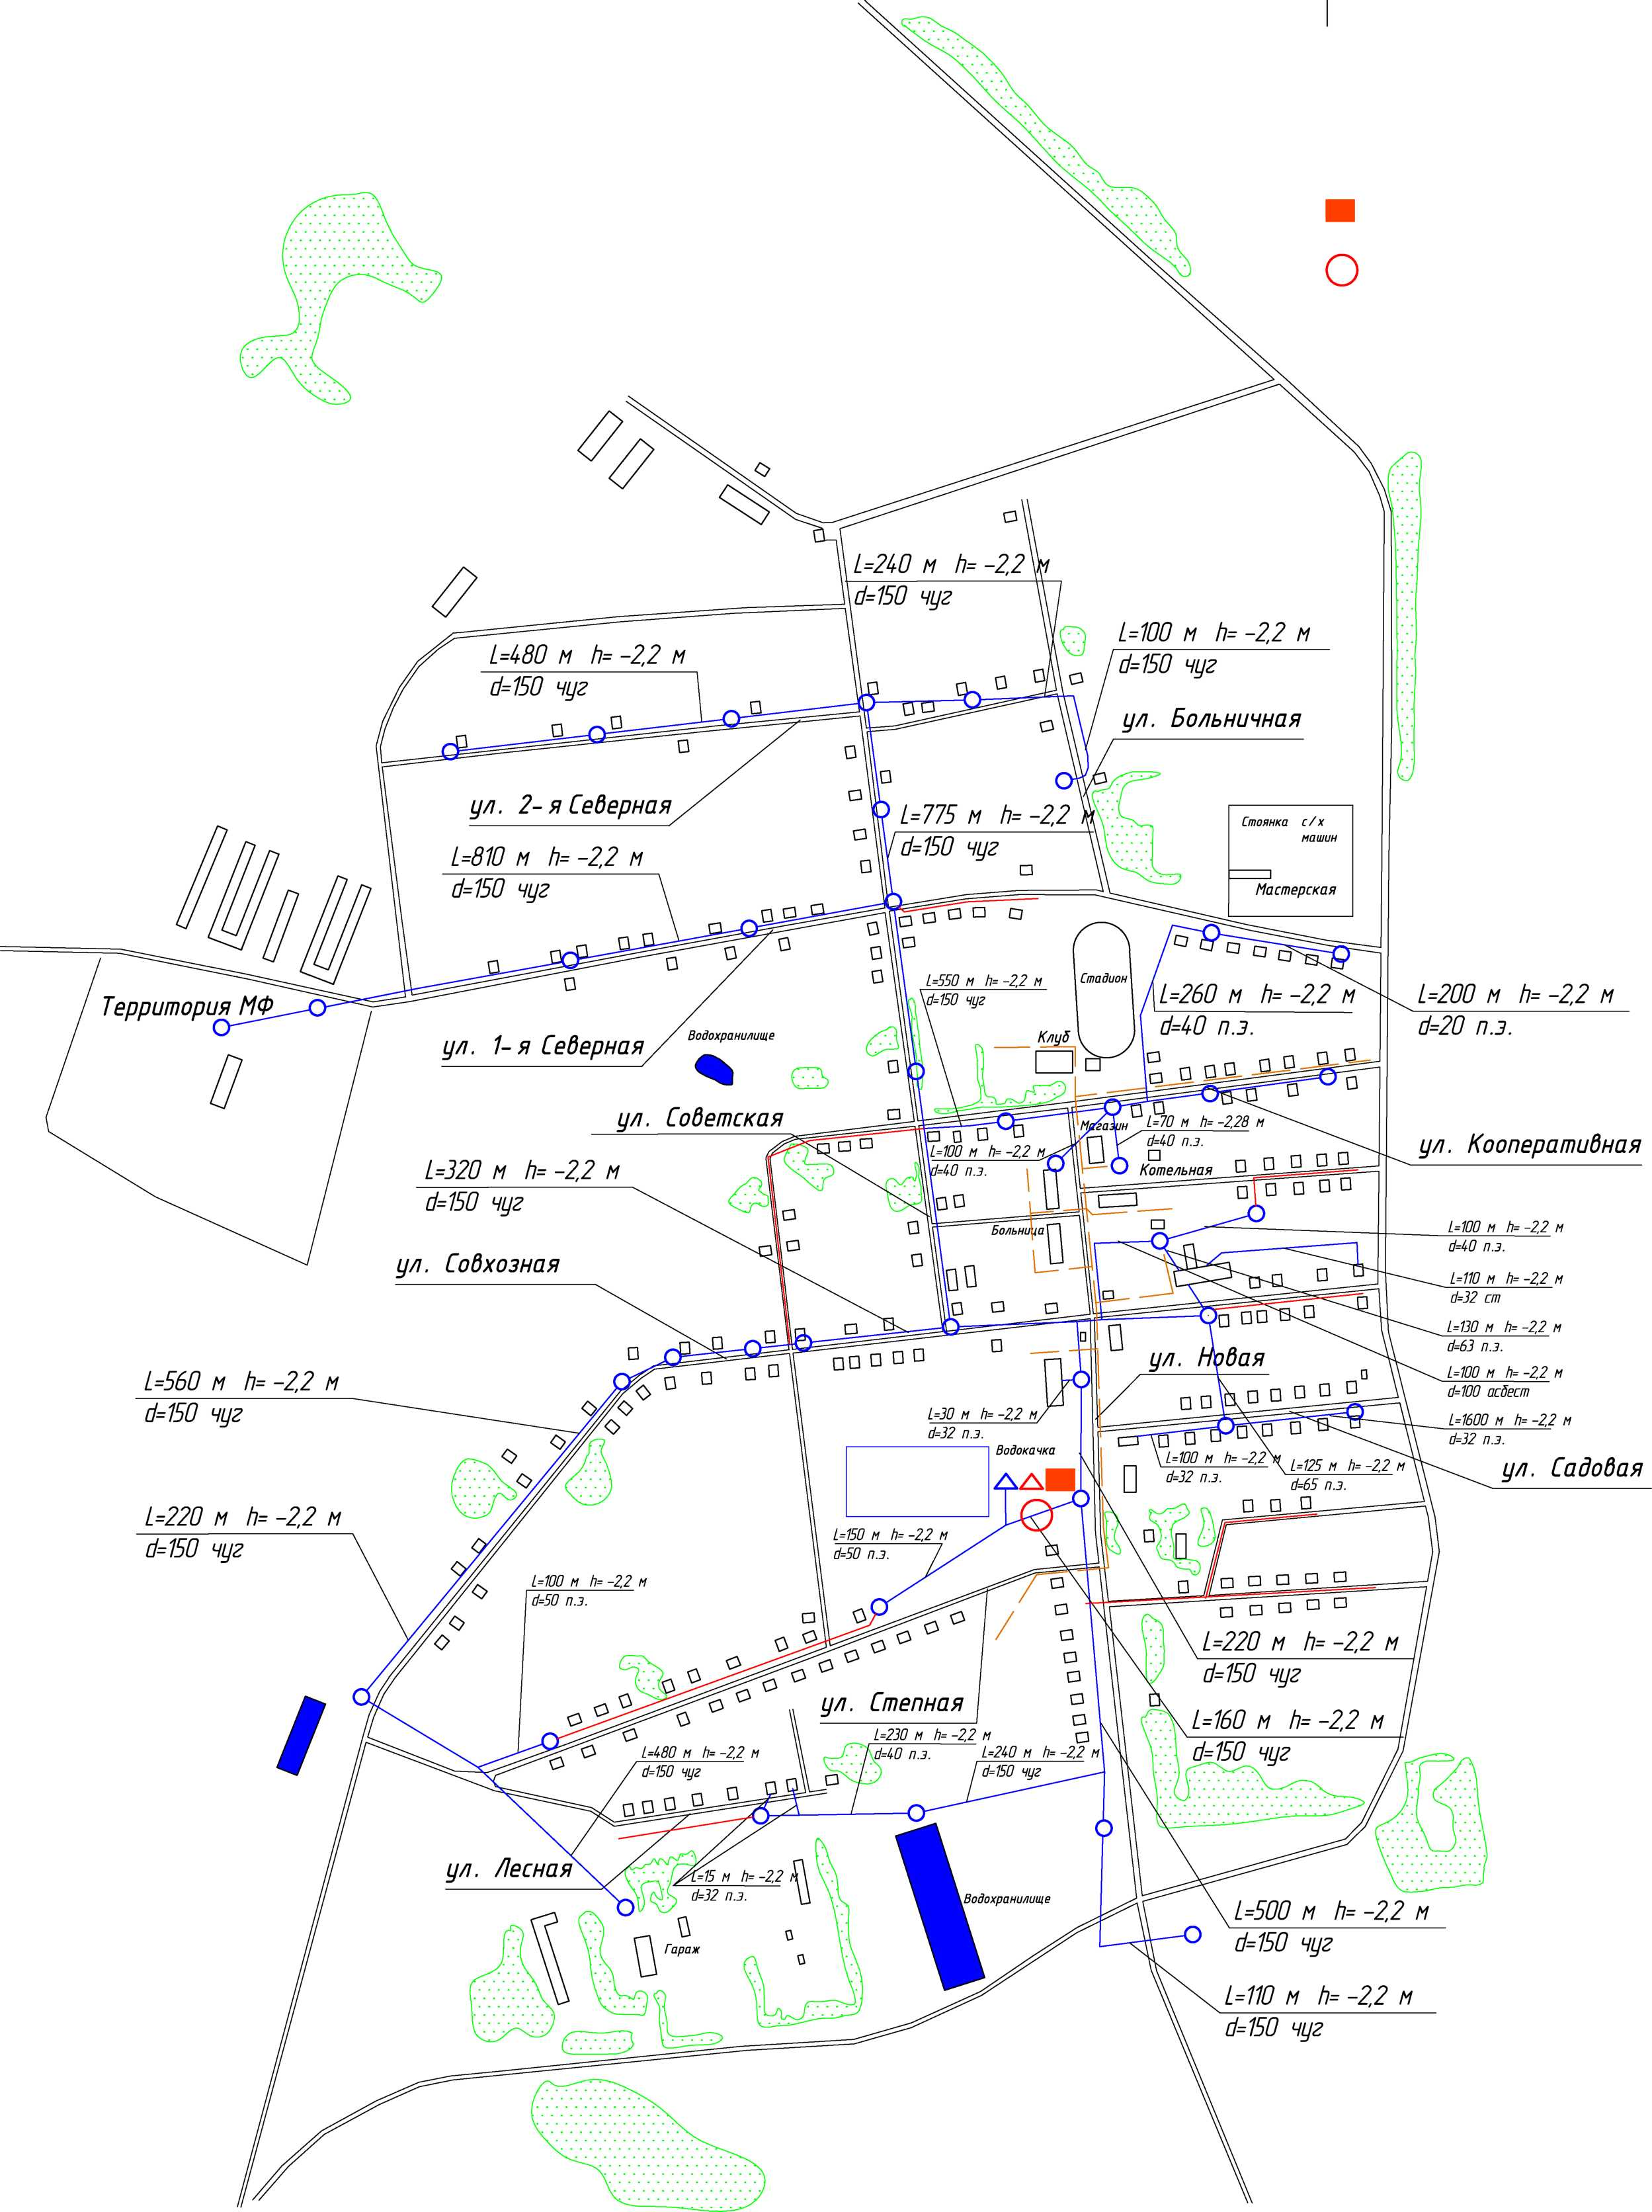 L=240 м h= -2,2 м
d=150 чуг
L=100 м h= -2,2 м
d=150 чуг
L=480 м h= -2,2 м
d=150 чуг
ул. Больничная
ул. 2-я Северная
L=775 м h= -2,2 м
d=150 чуг
Стоянка с/х
машин
Мастерская
L=810 м h= -2,2 м
d=150 чуг
Территория МФ
ул. 1-я Северная
Водохранилище
L=550 м h= -2,2 м
d=150 чуг
Стадион
L=260 м h= -2,2 м
d=40 п.э.
L=200 м h= -2,2 м
d=20 п.э.
Клуб
ул. Советская
Магазин
L=70 м h= -2,28 м
d=40 п.э.
ул. Кооперативная
L=100 м h= -2,2 м
d=40 п.э.
Котельная
L=320 м h= -2,2 м
d=150 чуг
Больница
L=100 м h= -2,2 м
d=40 п.э.
ул. Совхозная
L=110 м h= -2,2 м
d=32 ст
L=130 м h= -2,2 м
d=63 п.э.
ул. Новая
L=100 м h= -2,2 м
d=100 асбест
L=560 м h= -2,2 м
d=150 чуг
L=30 м h= -2,2 м
d=32 п.э.
L=1600 м h= -2,2 м
d=32 п.э.
Водокачка
L=100 м h= -2,2 м
d=32 п.э.
L=125 м h= -2,2 м
d=65 п.э.
ул. Садовая
L=220 м h= -2,2 м
d=150 чуг
L=150 м h= -2,2 м
d=50 п.э.
L=100 м h= -2,2 м
d=50 п.э.
L=220 м h= -2,2 м
d=150 чуг
ул. Степная
L=160 м h= -2,2 м
d=150 чуг
L=230 м h= -2,2 м
d=40 п.э.
L=480 м h= -2,2 м
d=150 чуг
L=240 м h= -2,2 м
d=150 чуг
ул. Лесная
L=15 м h= -2,2 м
d=32 п.э.
Водохранилище
L=500 м h= -2,2 м
d=150 чуг
Гараж
L=110 м h= -2,2 м
d=150 чуг